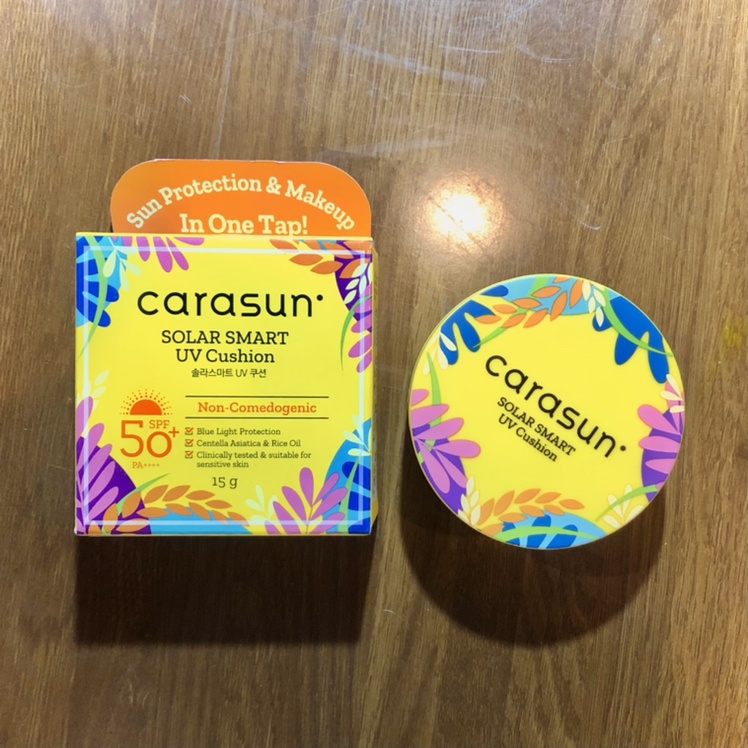 Sun Protection & Makeup
In One Tap!
carasun
SOLAR SMART
UV Cushion
솔라스마트 UV 쿠션
Non-Comedogenic
SPF
50+
PA++++
Blue Light Protection
Centella Asiatica & Rice Oil
Clinically tested & suitable for
sensitive skin
15 g
carasun
SOLAR SMART
UV Cushion